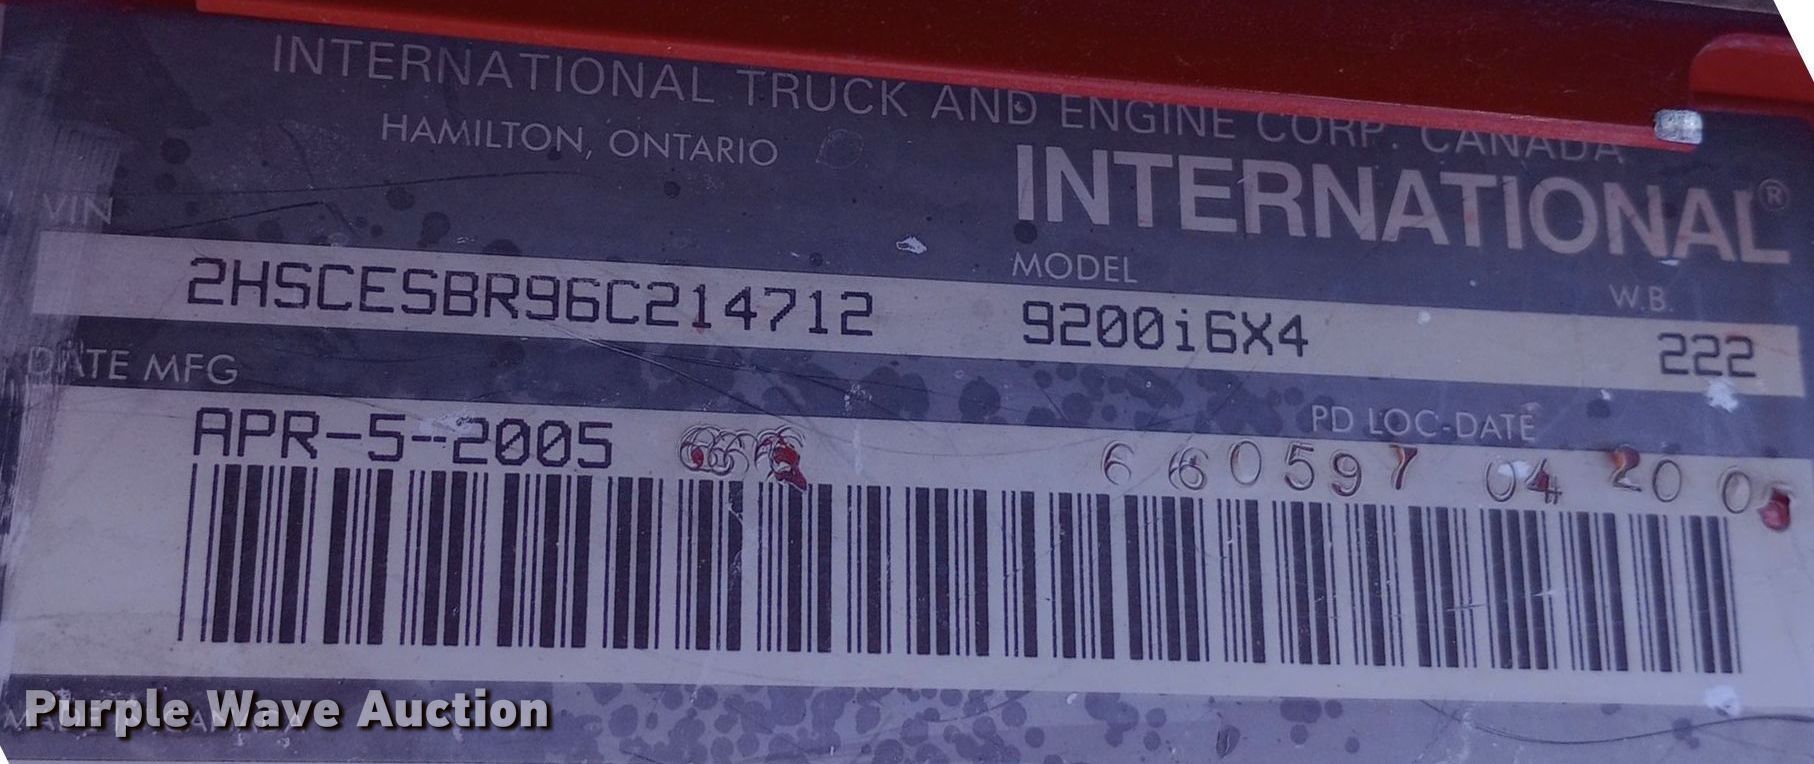 INTERNATIONAL TRUCK AND ENGINE CORP. CANADA
HAMILTON, ONTARIO
INTERNATIONAL®
VIN
MODEL
W.B.
2HSCESBR96C214712
9200i6X4
222
DATE MFG
PD LOC-DATE
APR-5-2005
660597 04 2005
Purple Wave Auction